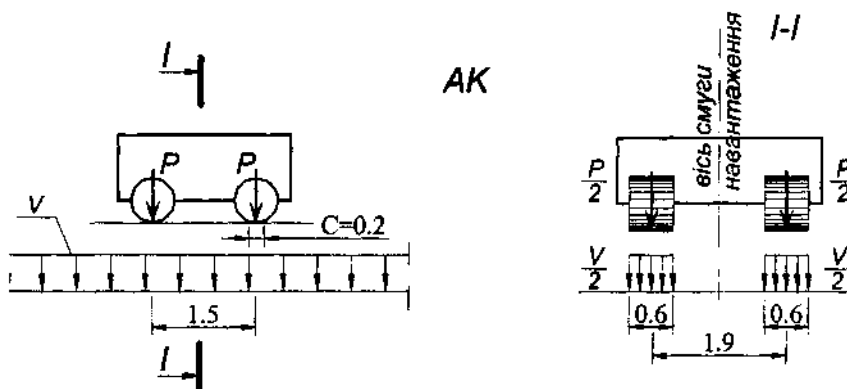 I
AK
I-I
вісь смуги
навантаження
P
P
P/2
P/2
V
C=0.2
V/2
V/2
1.5
0.6
0.6
1.9
I